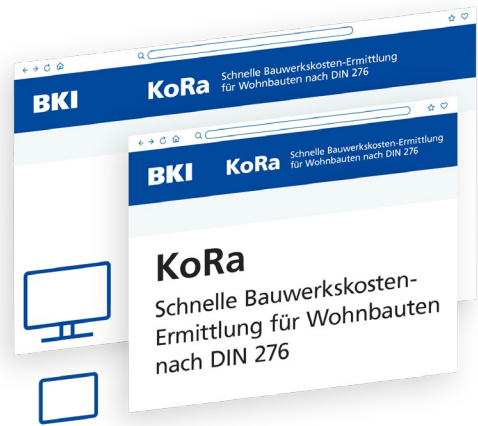 BKI KoRa Schnelle Bauwerkskosten-Ermittlung
für Wohnbauten nach DIN 276
BKI KoRa Schnelle Bauwerkskosten-Ermittlung
für Wohnbauten nach DIN 276
KoRa
Schnelle Bauwerkskosten-
Ermittlung für Wohnbauten
nach DIN 276